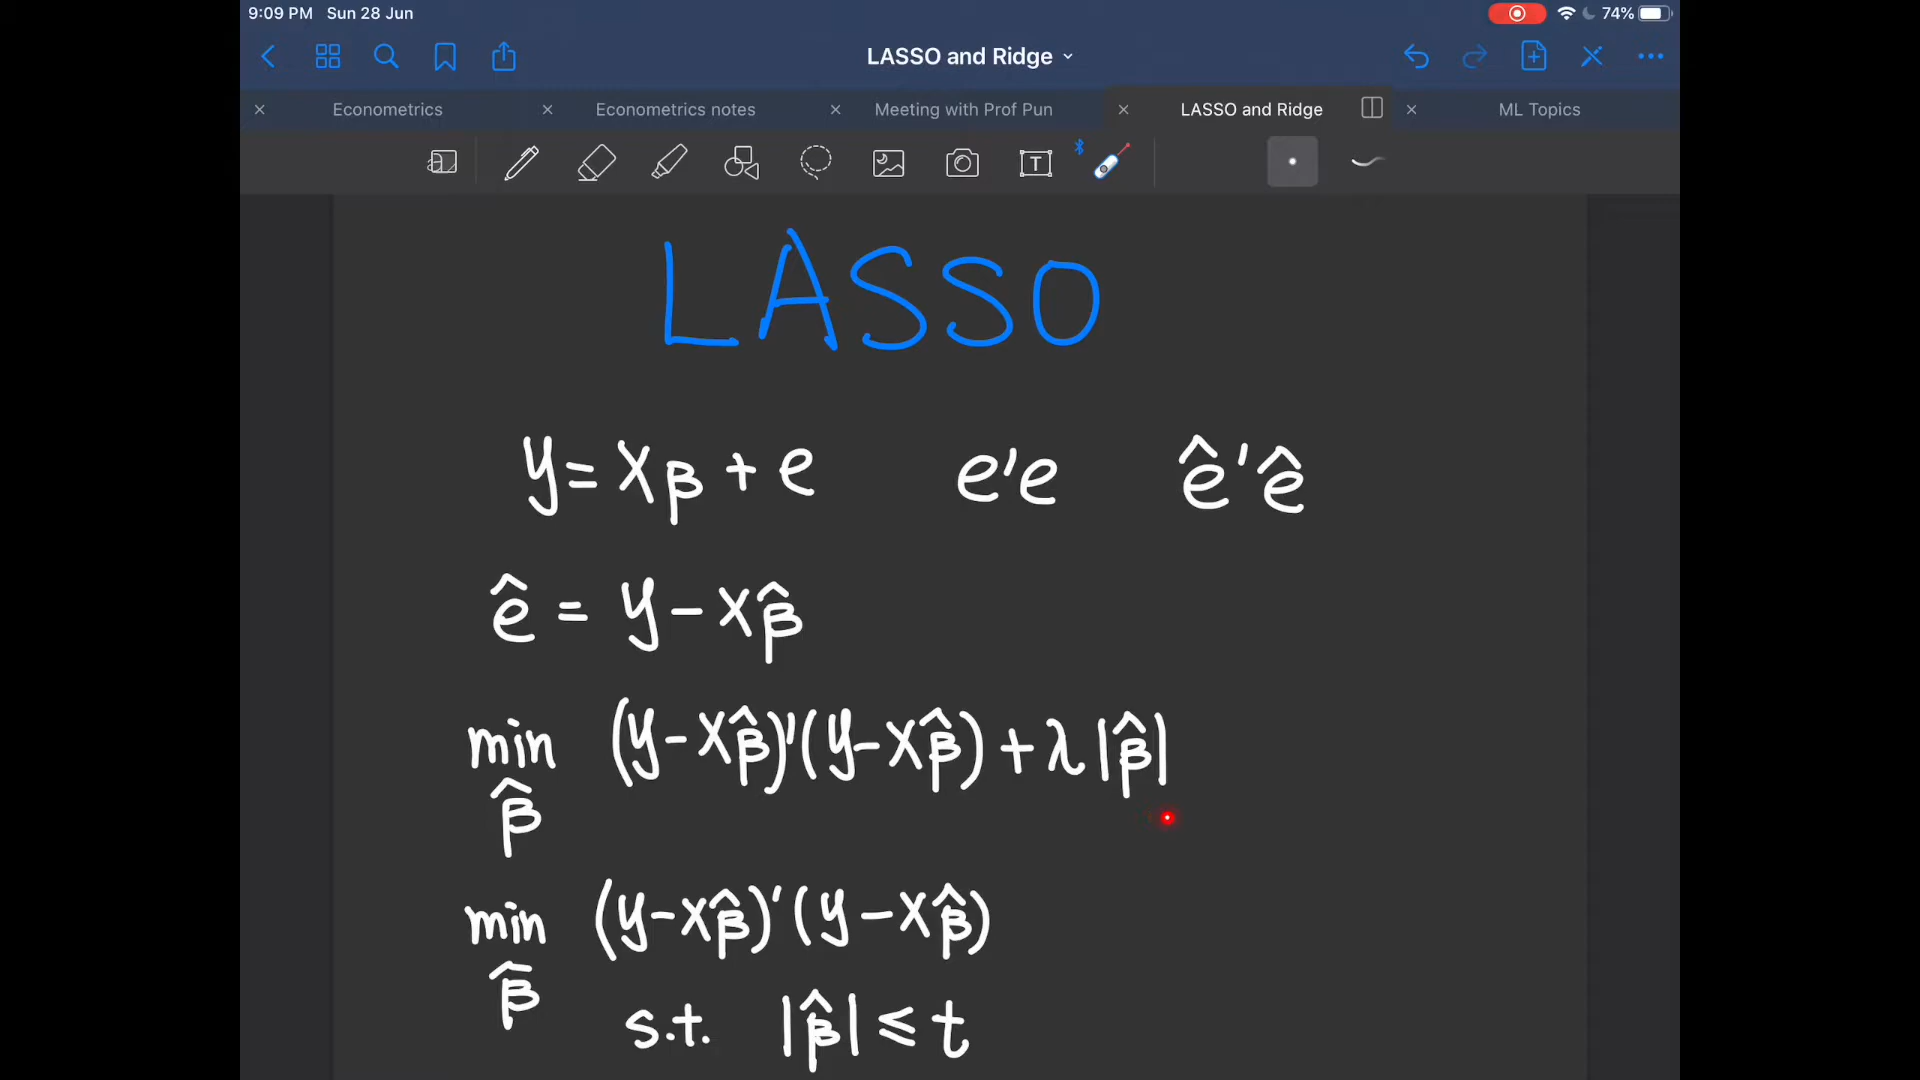 9:09 PM Sun 28 Jun 74%
LASSO and Ridge
Econometrics Econometrics notes Meeting with Prof Pun LASSO and Ridge ML Topics
T
LASSO
y = Xβ + e e'e ê'ê
ê = y - Xβ̂
min (y - Xβ̂)'(y - Xβ̂) + λ|β̂|
β̂
min (y - Xβ̂)'(y - Xβ̂)
β̂
s.t. |β̂| ≤ t